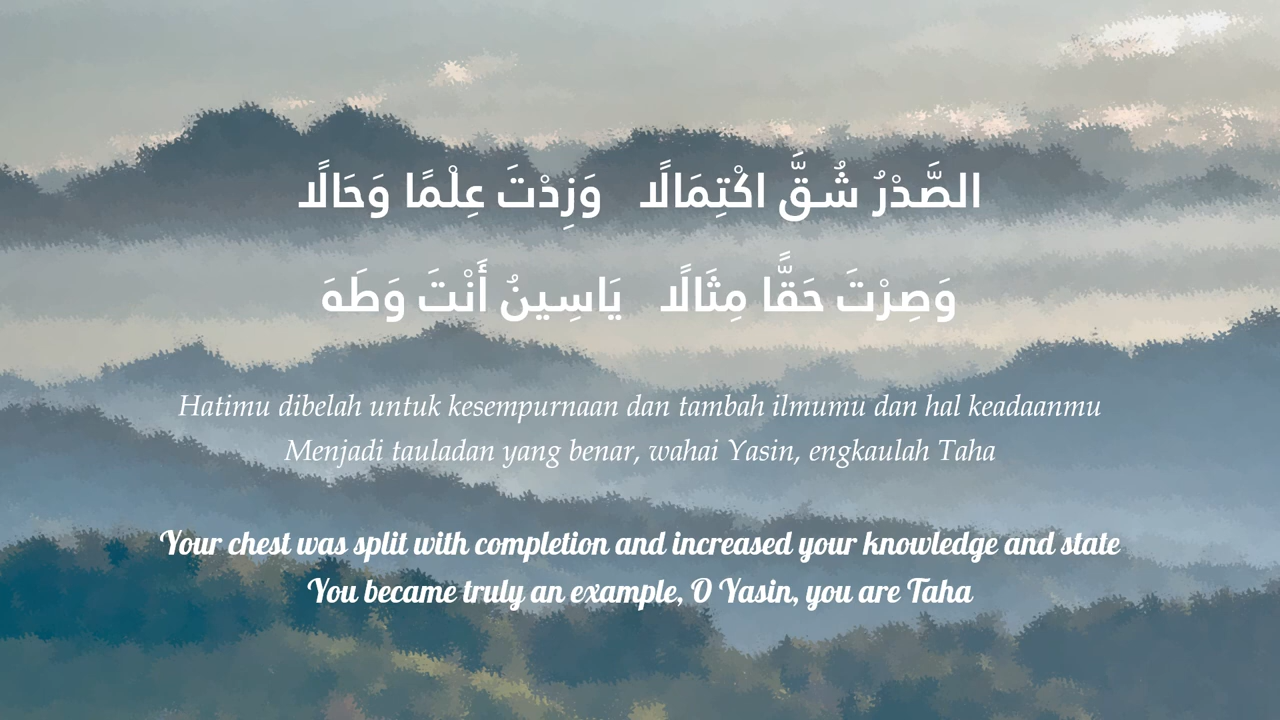 الصَّدْرُ شُقَّ اكْتِمَالًا وَزِدْتَ عِلْمًا وَحَالًا
وَصِرْتَ حَقًّا مِثَالًا يَاسِينُ أَنْتَ وَطَهَ
Hatimu dibelah untuk kesempurnaan dan tambah ilmumu dan hal keadaanmu
Menjadi tauladan yang benar, wahai Yasin, engkaulah Taha
Your chest was split with completion and increased your knowledge and state
You became truly an example, O Yasin, you are Taha